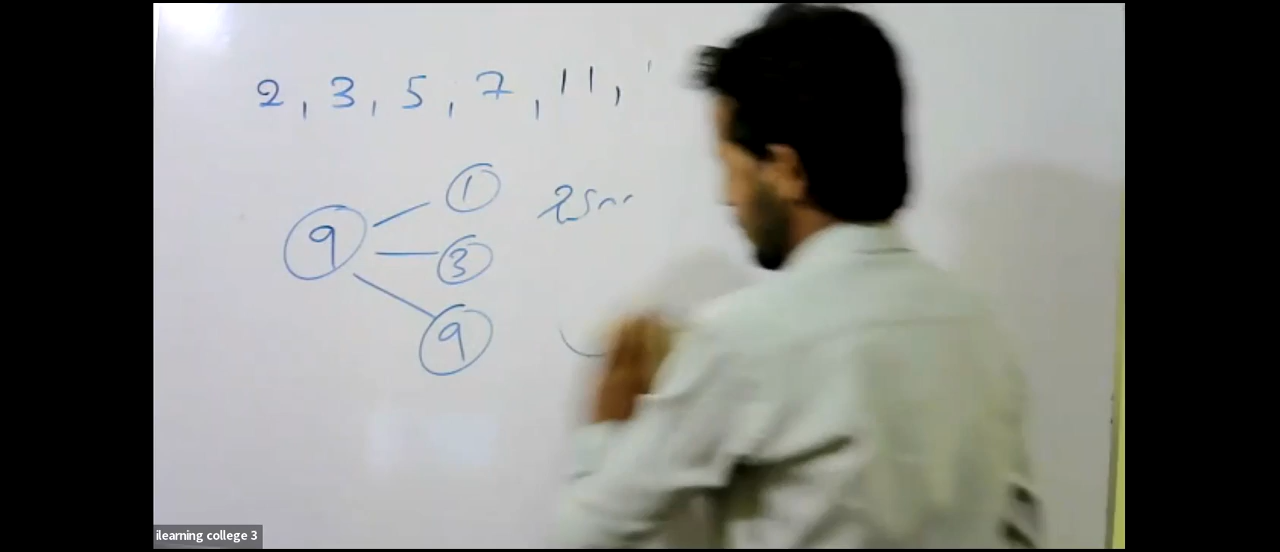 2, 3, 5, 7, 11,
1
9
3
9
ilearning college 3